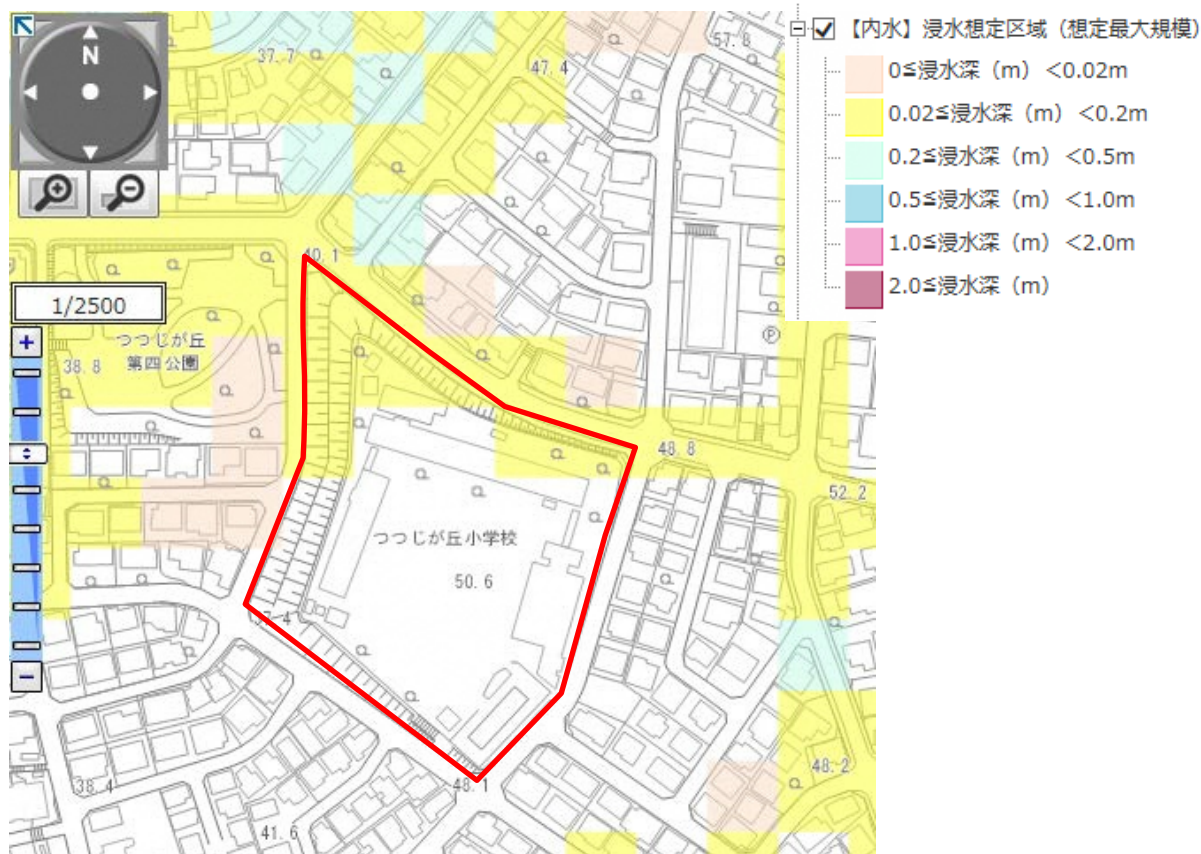 N
37.7
47.4
57.8
40.1
1/2500
つつじが丘
第四公園
38.8
48.8
52.2
つつじが丘小学校
50.6
48.1
48.2
38.4
41.6
P
【内水】浸水想定区域（想定最大規模）
0≦浸水深（m）＜0.02m
0.02≦浸水深（m）＜0.2m
0.2≦浸水深（m）＜0.5m
0.5≦浸水深（m）＜1.0m
1.0≦浸水深（m）＜2.0m
2.0≦浸水深（m）